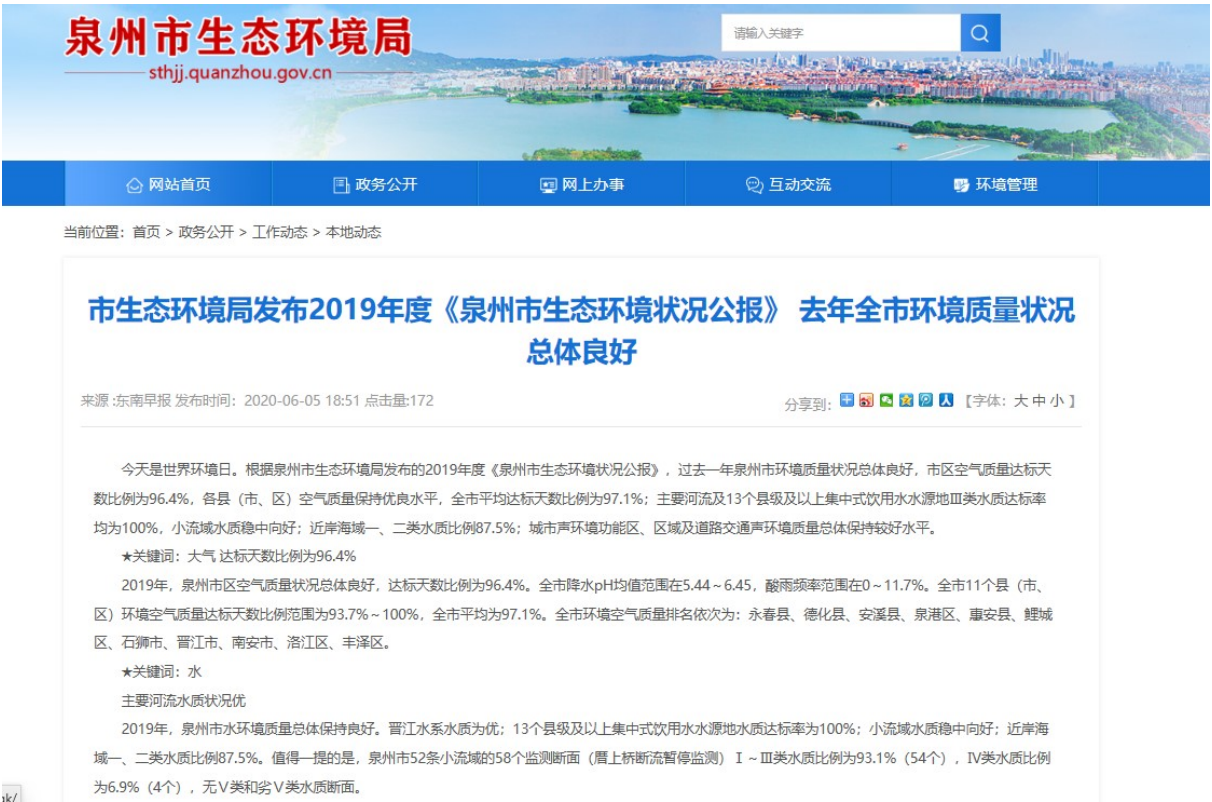 泉州市生态环境局
sthjj.quanzhou.gov.cn
请输入关键字
网站首页
政务公开
网上办事
互动交流
环境管理
当前位置：首页 > 政务公开 > 工作动态 > 本地动态
市生态环境局发布2019年度《泉州市生态环境状况公报》 去年全市环境质量状况
总体良好
来源 :东南早报 发布时间：2020-06-05 18:51 点击量:172
分享到:
【字体：大 中 小 】
今天是世界环境日。根据泉州市生态环境局发布的2019年度《泉州市生态环境状况公报》，过去一年泉州市环境质量状况总体良好，市区空气质量达标天
数比例为96.4%，各县（市、区）空气质量保持优良水平，全市平均达标天数比例为97.1%；主要河流及13个县级及以上集中式饮用水水源地Ⅲ类水质达标率
均为100%，小流域水质稳中向好；近岸海域一、二类水质比例87.5%；城市声环境功能区、区域及道路交通声环境质量总体保持较好水平。
★关键词：大气 达标天数比例为96.4%
2019年，泉州市区空气质量状况总体良好，达标天数比例为96.4%。全市降水pH均值范围在5.44～6.45，酸雨频率范围在0～11.7%。全市11个县（市、
区）环境空气质量达标天数比例范围为93.7%～100%，全市平均为97.1%。全市环境空气质量排名依次为：永春县、德化县、安溪县、泉港区、惠安县、鲤城
区、石狮市、晋江市、南安市、洛江区、丰泽区。
★关键词：水
主要河流水质状况优
2019年，泉州市水环境质量总体保持良好。晋江水系水质为优；13个县级及以上集中式饮用水水源地水质达标率为100%；小流域水质稳中向好；近岸海
域一、二类水质比例87.5%。值得一提的是，泉州市52条小流域的58个监测断面（厝上桥断流暂停监测）Ⅰ～Ⅲ类水质比例为93.1%（54个），Ⅳ类水质比例
为6.9%（4个），无Ⅴ类和劣Ⅴ类水质断面。